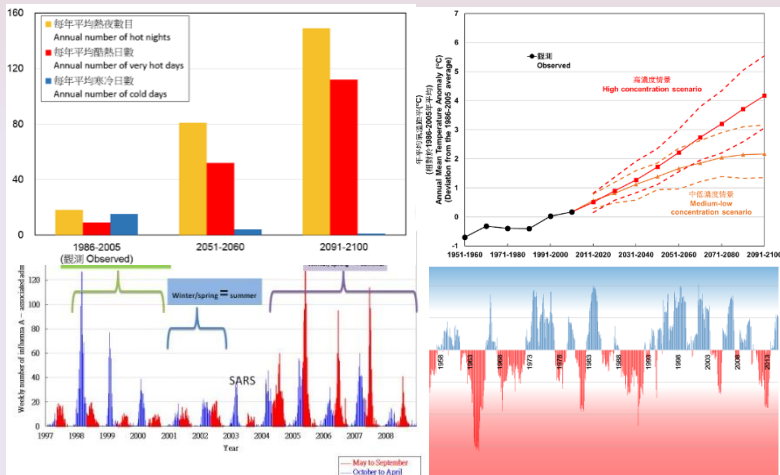 每年平均熱夜數目
Annual number of hot nights
每年平均酷熱日數
Annual number of very hot days
每年平均寒冷日數
Annual number of cold days
160
120
80
40
0
1986-2005
2051-2060
2091-2100
(觀測 Observed)
年平均氣溫距平(°C)
(相對於1986-2005年平均)
Annual Mean Temperature Anomaly (°C)
(Deviation from the 1986-2005 average)
7
6
5
4
3
2
1
0
-1
觀測
Observed
高濃度情景
High concentration scenario
中低濃度情景
Medium-low
concentration scenario
1951-1960
1971-1980
1991-2000
2011-2020
2031-2040
2051-2060
2071-2080
2091-2100
Weekly number of influenza A – associated adm
120
100
80
60
40
20
0
Winter/spring = summer
SARS
1997
1998
1999
2000
2001
2002
2003
2004
2005
2006
2007
2008
Year
May to September
October to April
1958
1963
1968
1973
1978
1983
1988
1993
1998
2003
2008
2013